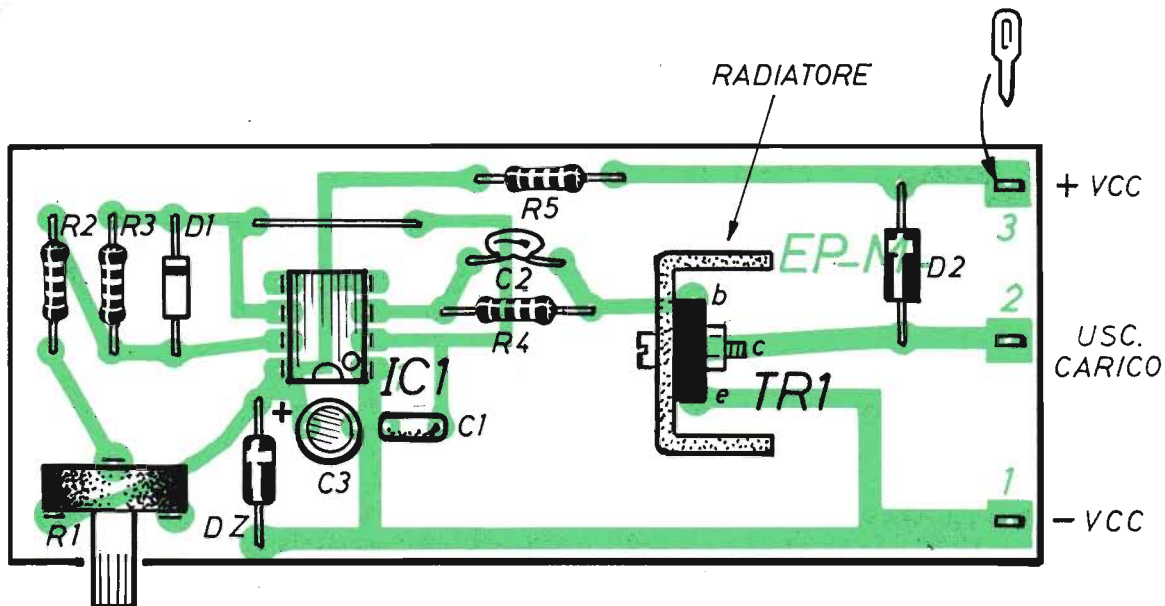 RADIATORE
+ VCC
R5
3
R2
R3
D1
C2
EP-M
D2
b
2
R4
USC.
CARICO
c
IC1
e
TR1
+
C1
C3
1
R1
DZ
- VCC